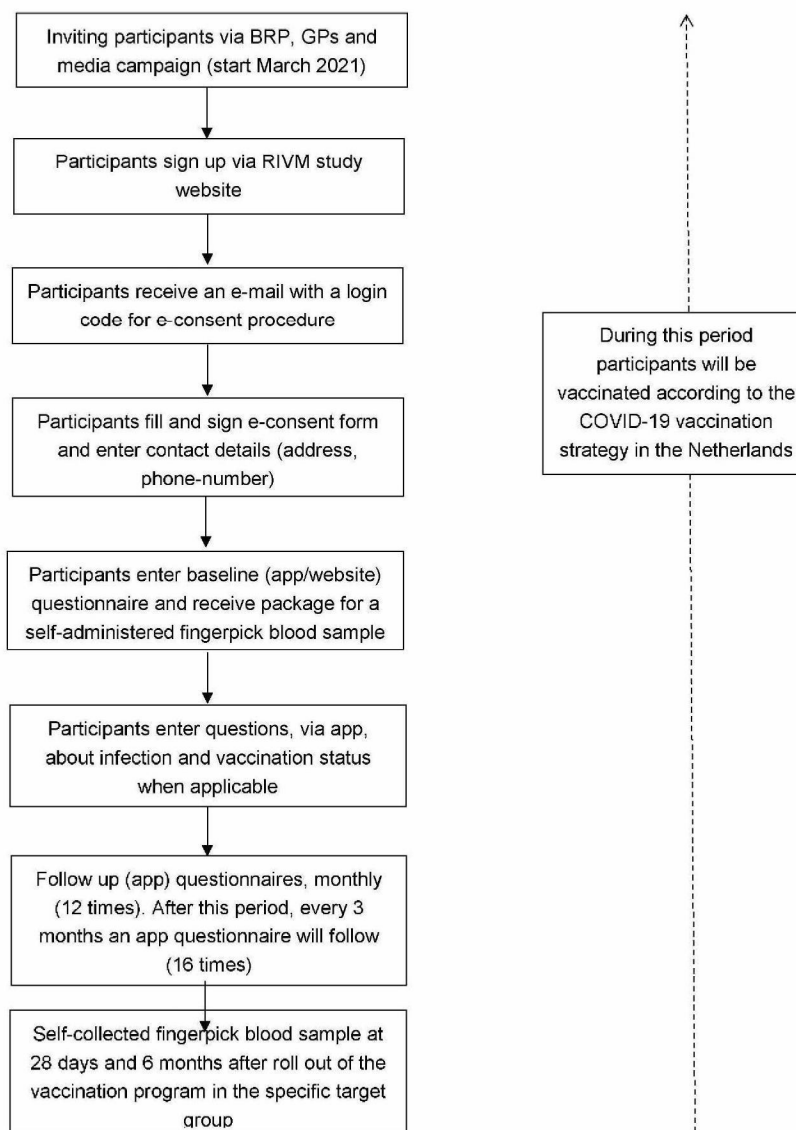 Inviting participants via BRP, GPs and
media campaign (start March 2021)
Participants sign up via RIVM study
website
Participants receive an e-mail with a login
code for e-consent procedure
Participants fill and sign e-consent form
and enter contact details (address,
phone-number)
Participants enter baseline (app/website)
questionnaire and receive package for a
self-administered fingerpick blood sample
Participants enter questions, via app,
about infection and vaccination status
when applicable
Follow up (app) questionnaires, monthly
(12 times). After this period, every 3
months an app questionnaire will follow
(16 times)
Self-collected fingerpick blood sample at
28 days and 6 months after roll out of the
vaccination program in the specific target
group
During this period
participants will be
vaccinated according to the
COVID-19 vaccination
strategy in the Netherlands